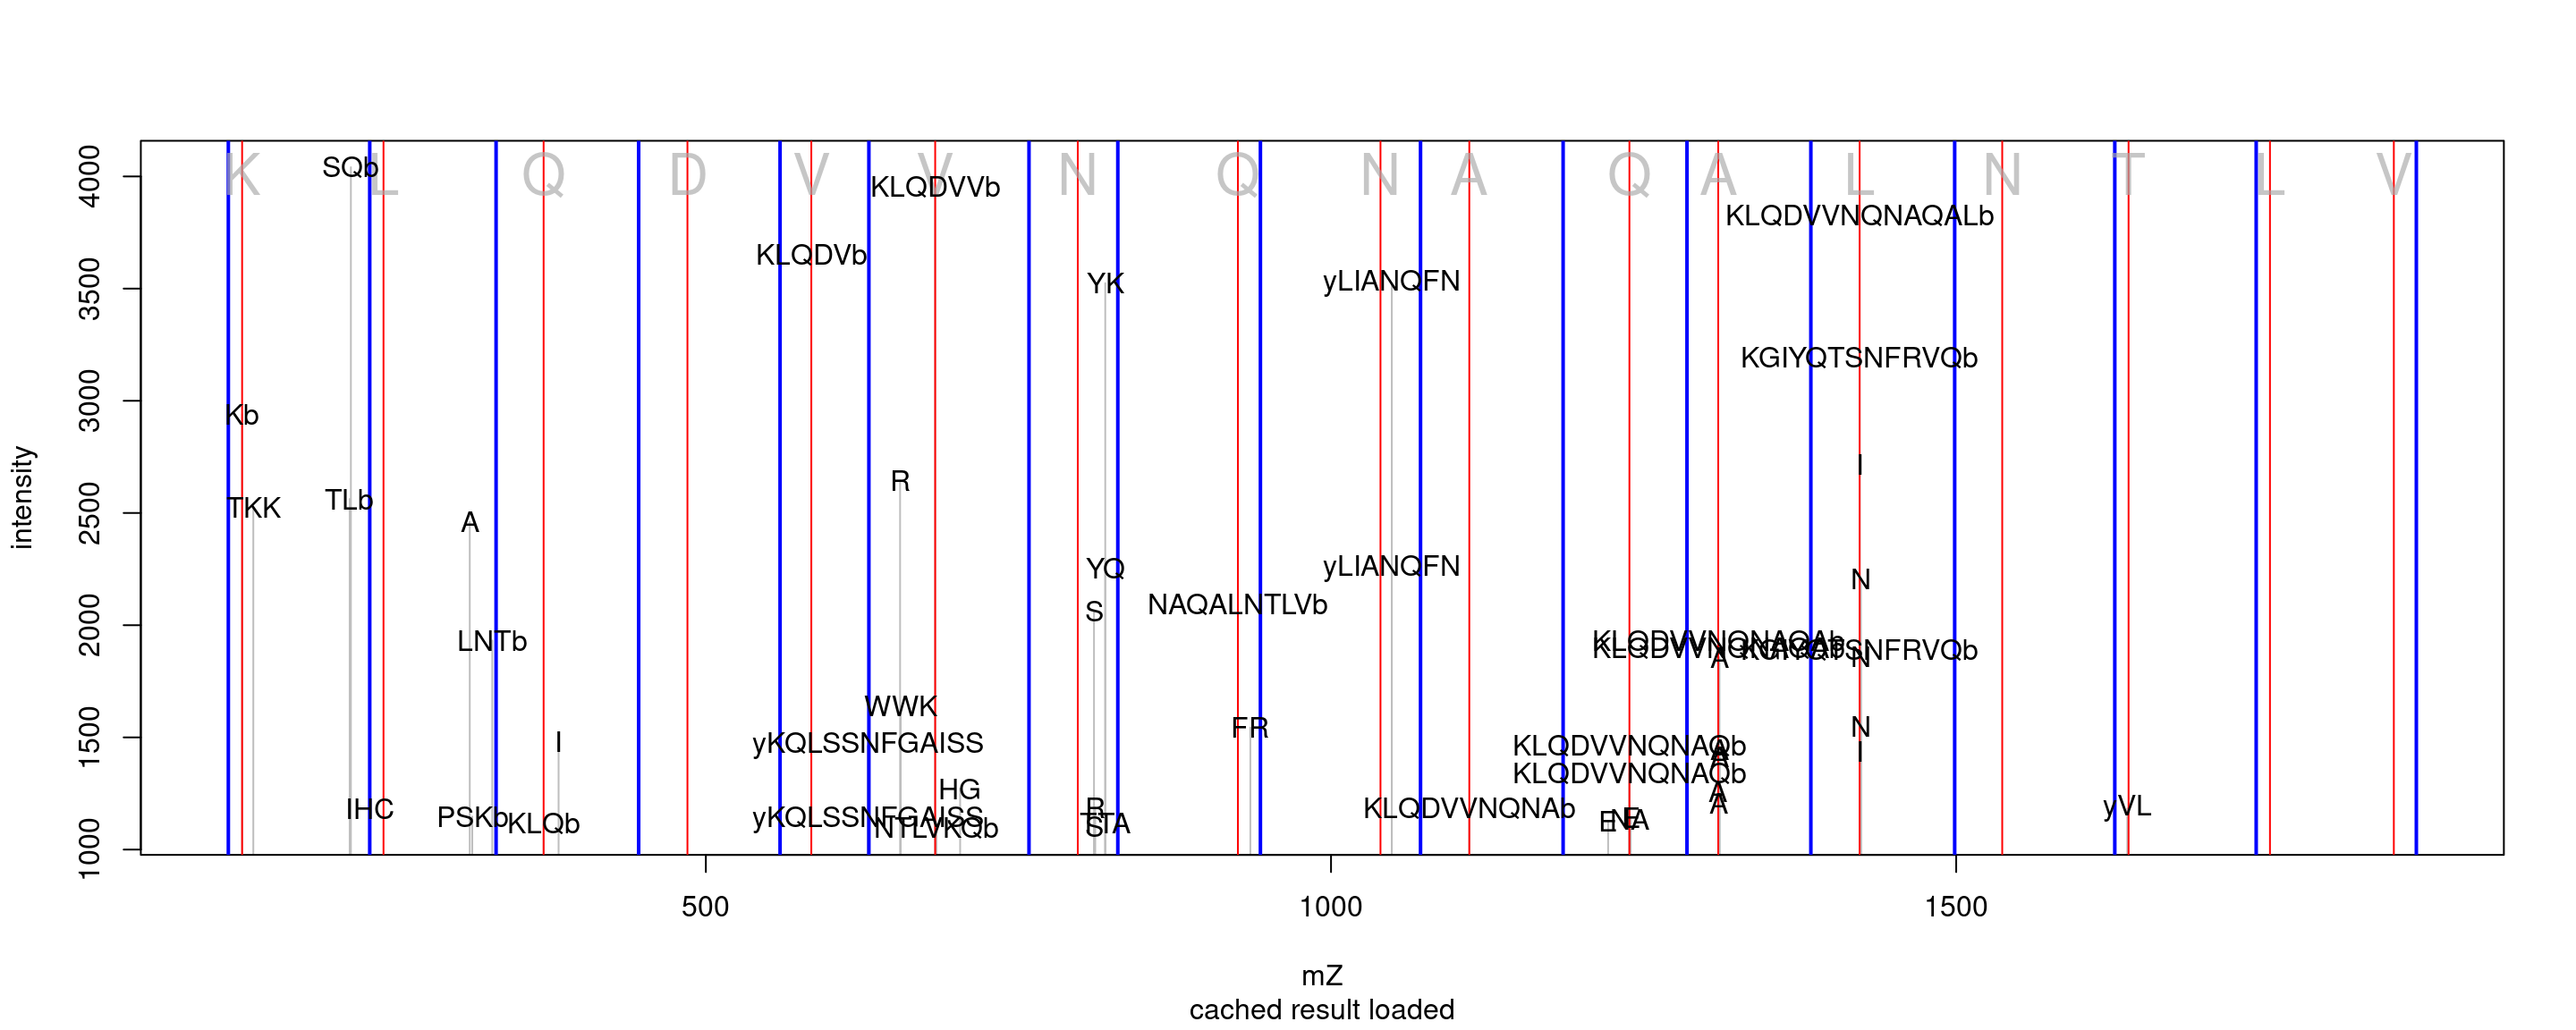 K L Q D V V N Q N A Q A L N T L V
SQb
KLQDVVb
KLQDVVNQNAQALb
KLQDVb
YK
yLIANQFN
KGIYQTSNFRVQb
Kb
I
R
TKK
TLb
A
YQ
yLIANQFN
N
S
NAQALNTLVb
LNTb
KLQDVVNQNAQAb
KLQDVVNQNAQAb
KGIYQTSNFRVQb
A
N
WWK
FR
N
I
yKQLSSNFGAISS
KLQDVVNQNAQb
A
I
KLQDVVNQNAQb
HG
A
A
IHC
R
KLQDVVNQNAb
yVL
PSKb
KLQb
yKQLSSNFGAISS
NTLVKQb
S
TTA
E
NA
E
4000
3500
3000
2500
2000
1500
1000
intensity
500 1000 1500
mZ
cached result loaded